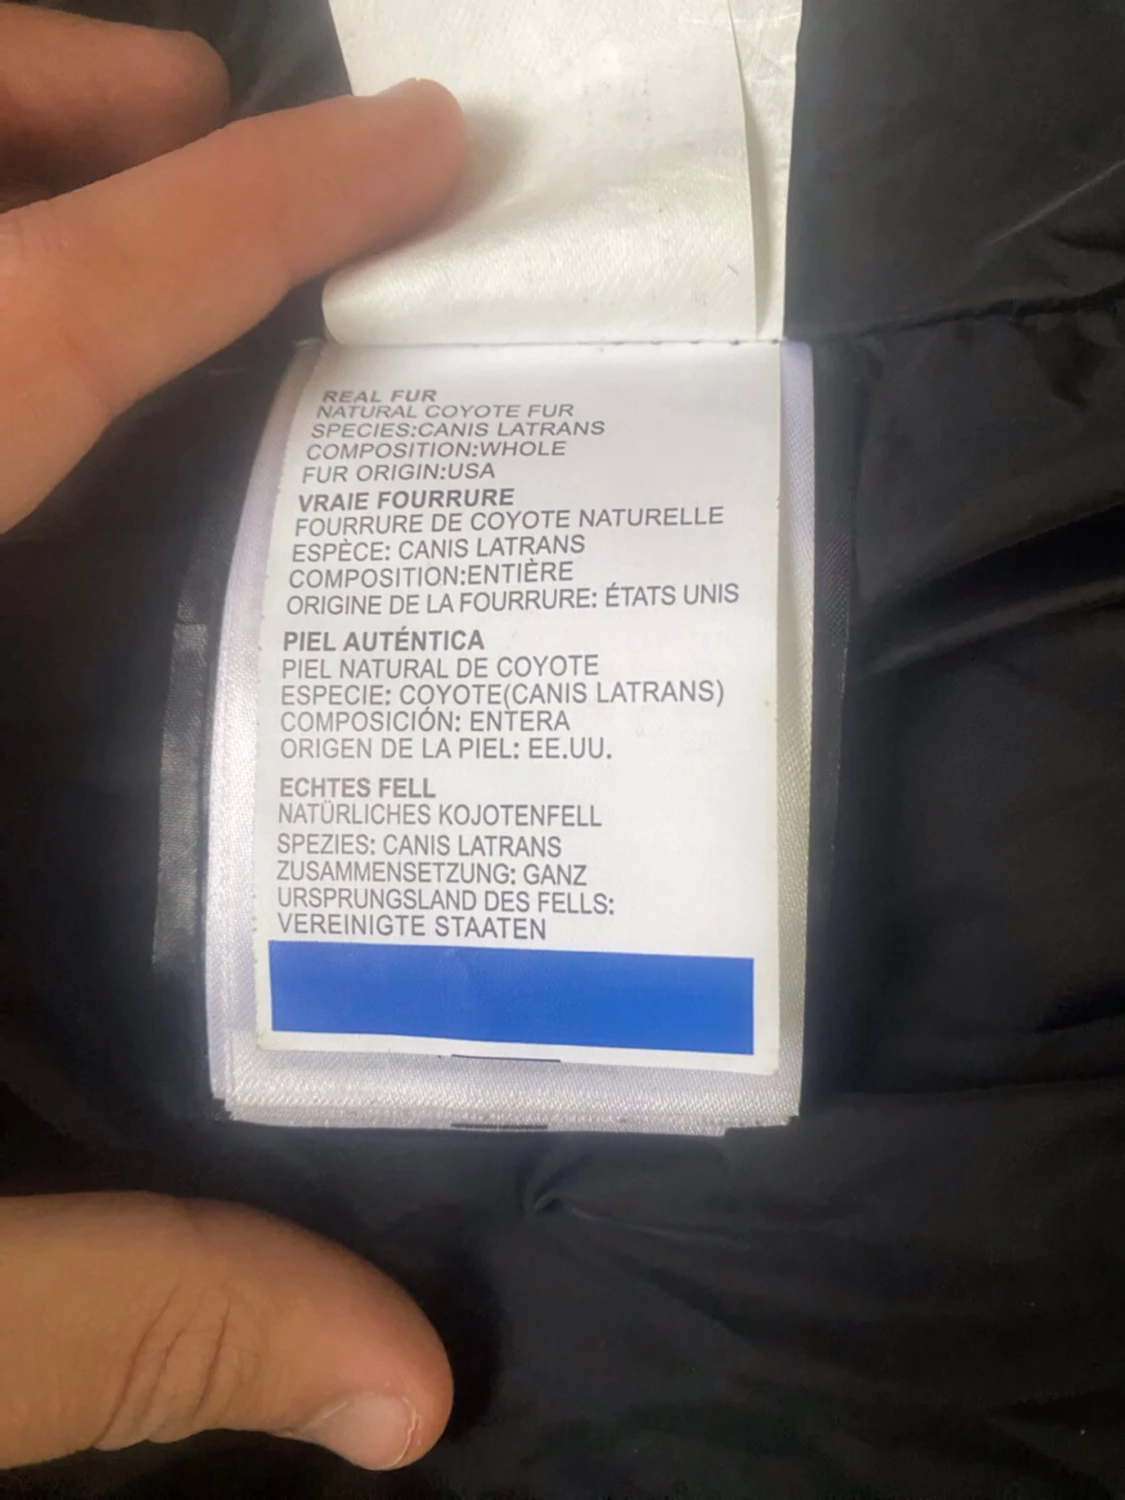 REAL FUR
NATURAL COYOTE FUR
SPECIES:CANIS LATRANS
COMPOSITION:WHOLE
FUR ORIGIN:USA
VRAIE FOURRURE
FOURRURE DE COYOTE NATURELLE
ESPÈCE: CANIS LATRANS
COMPOSITION:ENTIÈRE
ORIGINE DE LA FOURRURE: ÉTATS UNIS
PIEL AUTÉNTICA
PIEL NATURAL DE COYOTE
ESPECIE: COYOTE(CANIS LATRANS)
COMPOSICIÓN: ENTERA
ORIGEN DE LA PIEL: EE.UU.
ECHTES FELL
NATÜRLICHES KOJOTENFELL
SPEZIES: CANIS LATRANS
ZUSAMMENSETZUNG: GANZ
URSPRUNGSLAND DES FELLS:
VEREINIGTE STAATEN